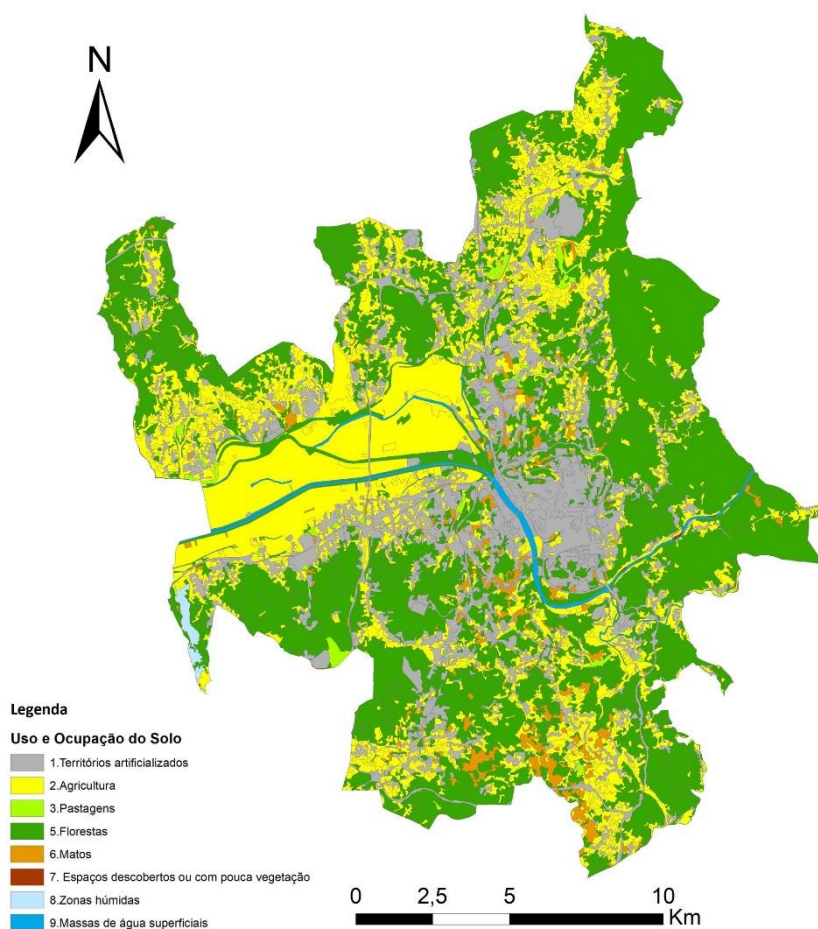 N
Legenda
Uso e Ocupação do Solo
1.Territórios artificializados
2.Agricultura
3.Pastagens
5.Florestas
6.Matos
7. Espaços descobertos ou com pouca vegetação
8.Zonas húmidas
9.Massas de água superficiais
0 2,5 5 10
Km